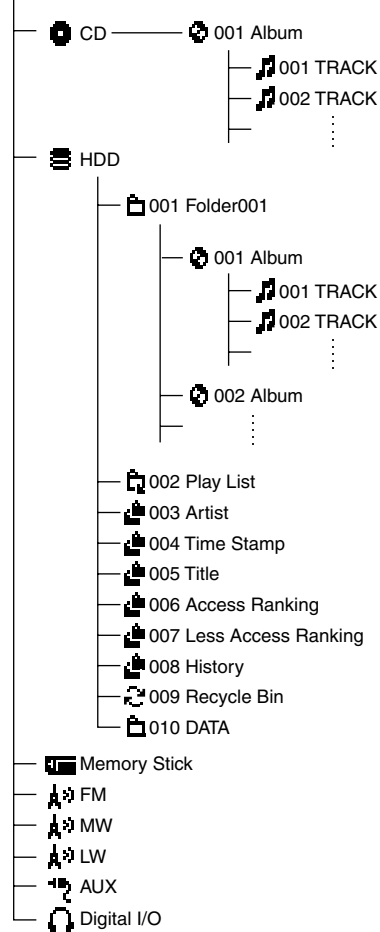 CD
001 Album
001 TRACK
002 TRACK
HDD
001 Folder001
001 Album
001 TRACK
002 TRACK
002 Album
002 Play List
003 Artist
004 Time Stamp
005 Title
006 Access Ranking
007 Less Access Ranking
008 History
009 Recycle Bin
010 DATA
Memory Stick
FM
MW
LW
AUX
Digital I/O